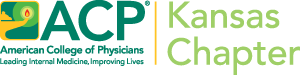 ACP®
American College of Physicians
Leading Internal Medicine, Improving Lives
Kansas
Chapter